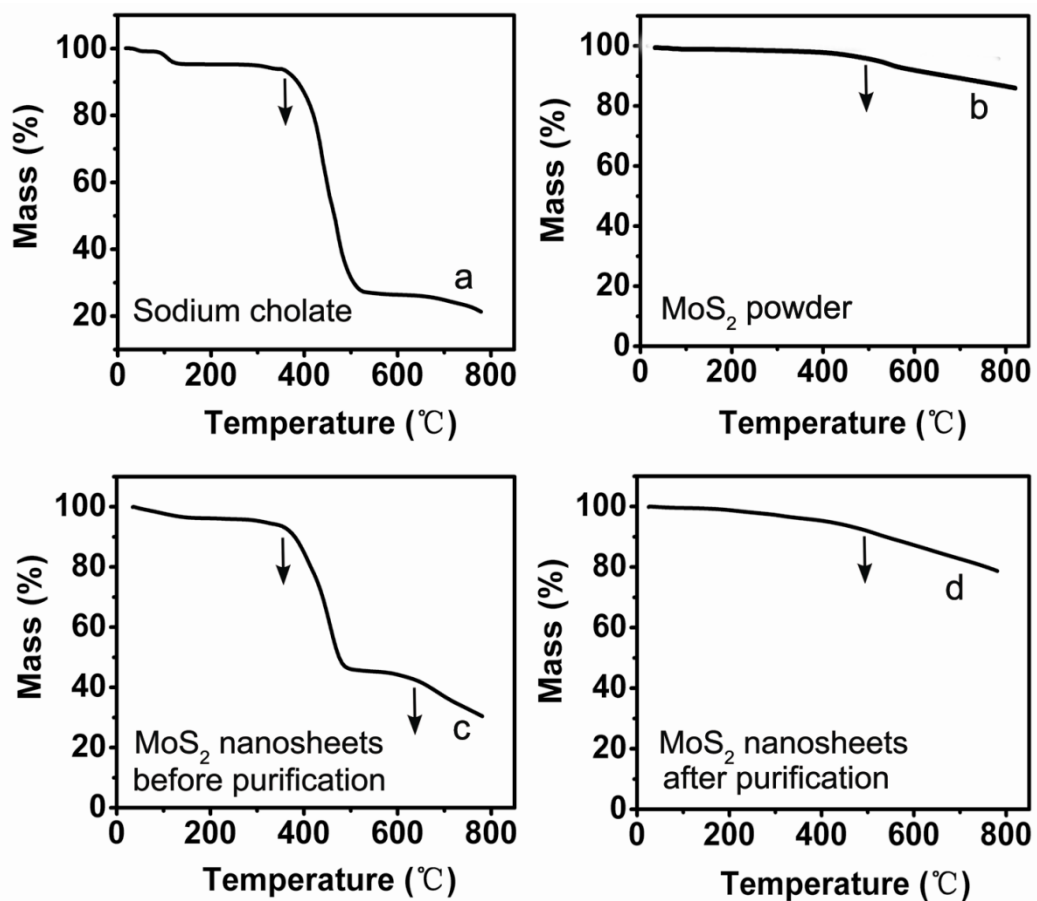 100
80
60
40
20
Mass (%)
a
Sodium cholate
0 200 400 600 800
Temperature (℃)
100
80
60
40
20
0
Mass (%)
b
MoS₂ powder
0 200 400 600 800
Temperature (℃)
100
80
60
40
20
0
Mass (%)
c
MoS₂ nanosheets
before purification
0 200 400 600 800
Temperature (℃)
100
80
60
40
20
0
Mass (%)
d
MoS₂ nanosheets
after purification
0 200 400 600 800
Temperature (℃)